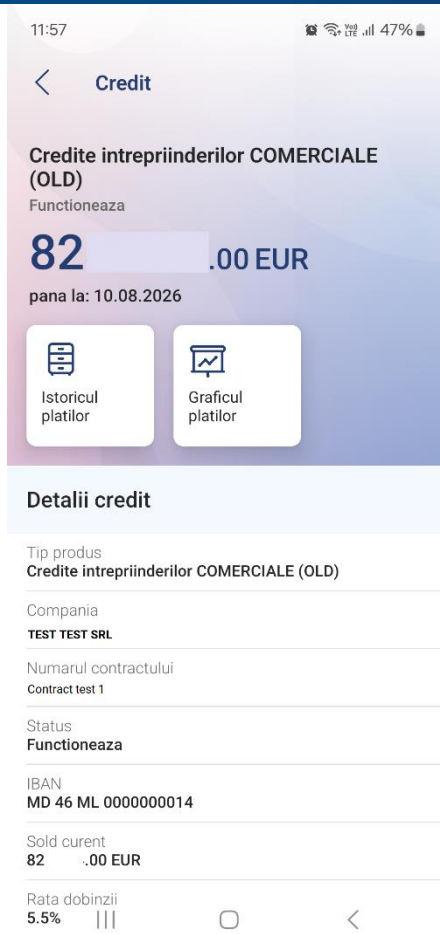 11:57
47%
Credit
Credite intrepriinderilor COMERCIALE
(OLD)
Functioneaza
82 .00 EUR
pana la: 10.08.2026
Istoricul
platilor
Graficul
platilor
Detalii credit
Tip produs
Credite intrepriinderilor COMERCIALE (OLD)
Compania
TEST TEST SRL
Numarul contractului
Contract test 1
Status
Functioneaza
IBAN
MD 46 ML 0000000014
Sold curent
82 .00 EUR
Rata dobinzii
5.5%